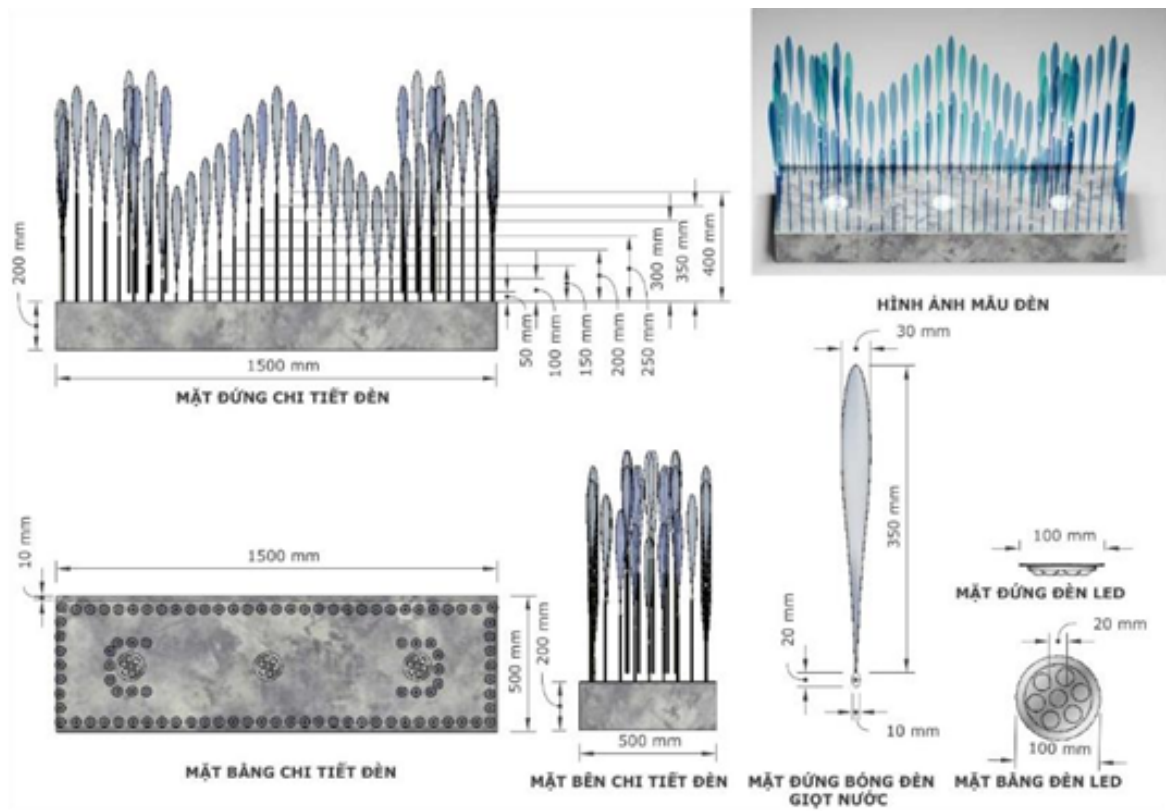 200 mm
1500 mm
50 mm
100 mm
150 mm
200 mm
250 mm
300 mm
350 mm
400 mm
MẶT ĐỨNG CHI TIẾT ĐÈN
HÌNH ẢNH MẪU ĐÈN
10 mm
1500 mm
500 mm
MẶT BẰNG CHI TIẾT ĐÈN
200 mm
500 mm
MẶT BÊN CHI TIẾT ĐÈN
30 mm
350 mm
20 mm
10 mm
MẶT ĐỨNG BÓNG ĐÈN
GIỌT NƯỚC
100 mm
MẶT ĐỨNG ĐÈN LED
20 mm
100 mm
MẶT BẰNG ĐÈN LED